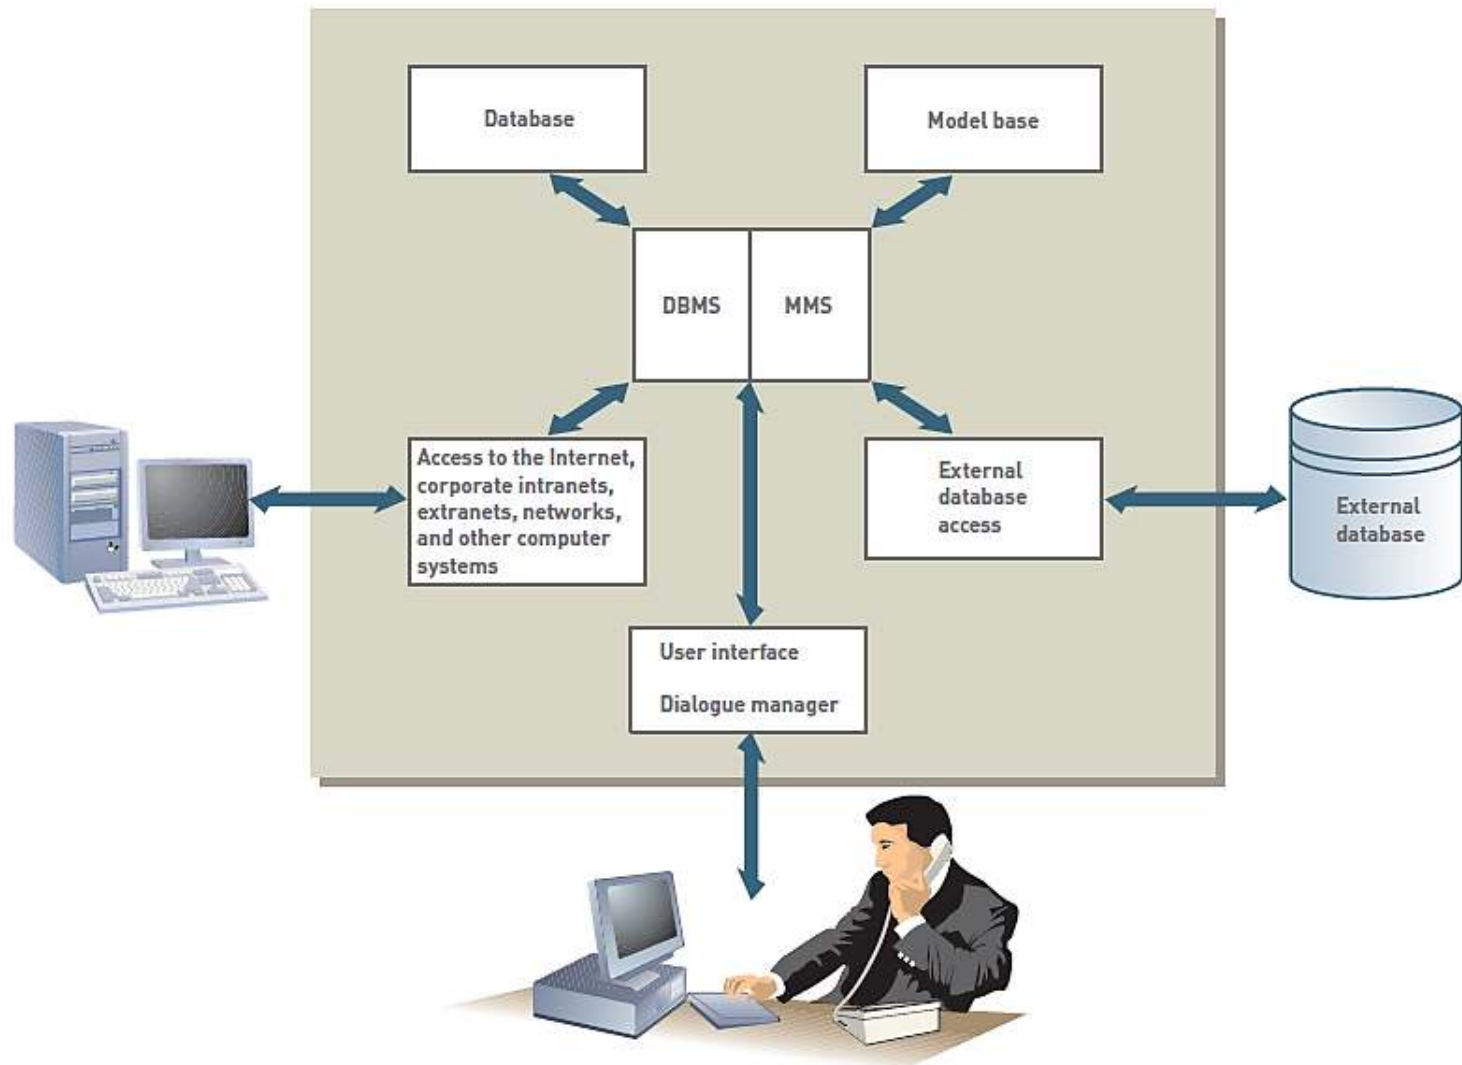 Database
Model base
DBMS
MMS
Access to the Internet,
corporate intranets,
extranets, networks,
and other computer
systems
External
database
access
External
database
User interface
Dialogue manager